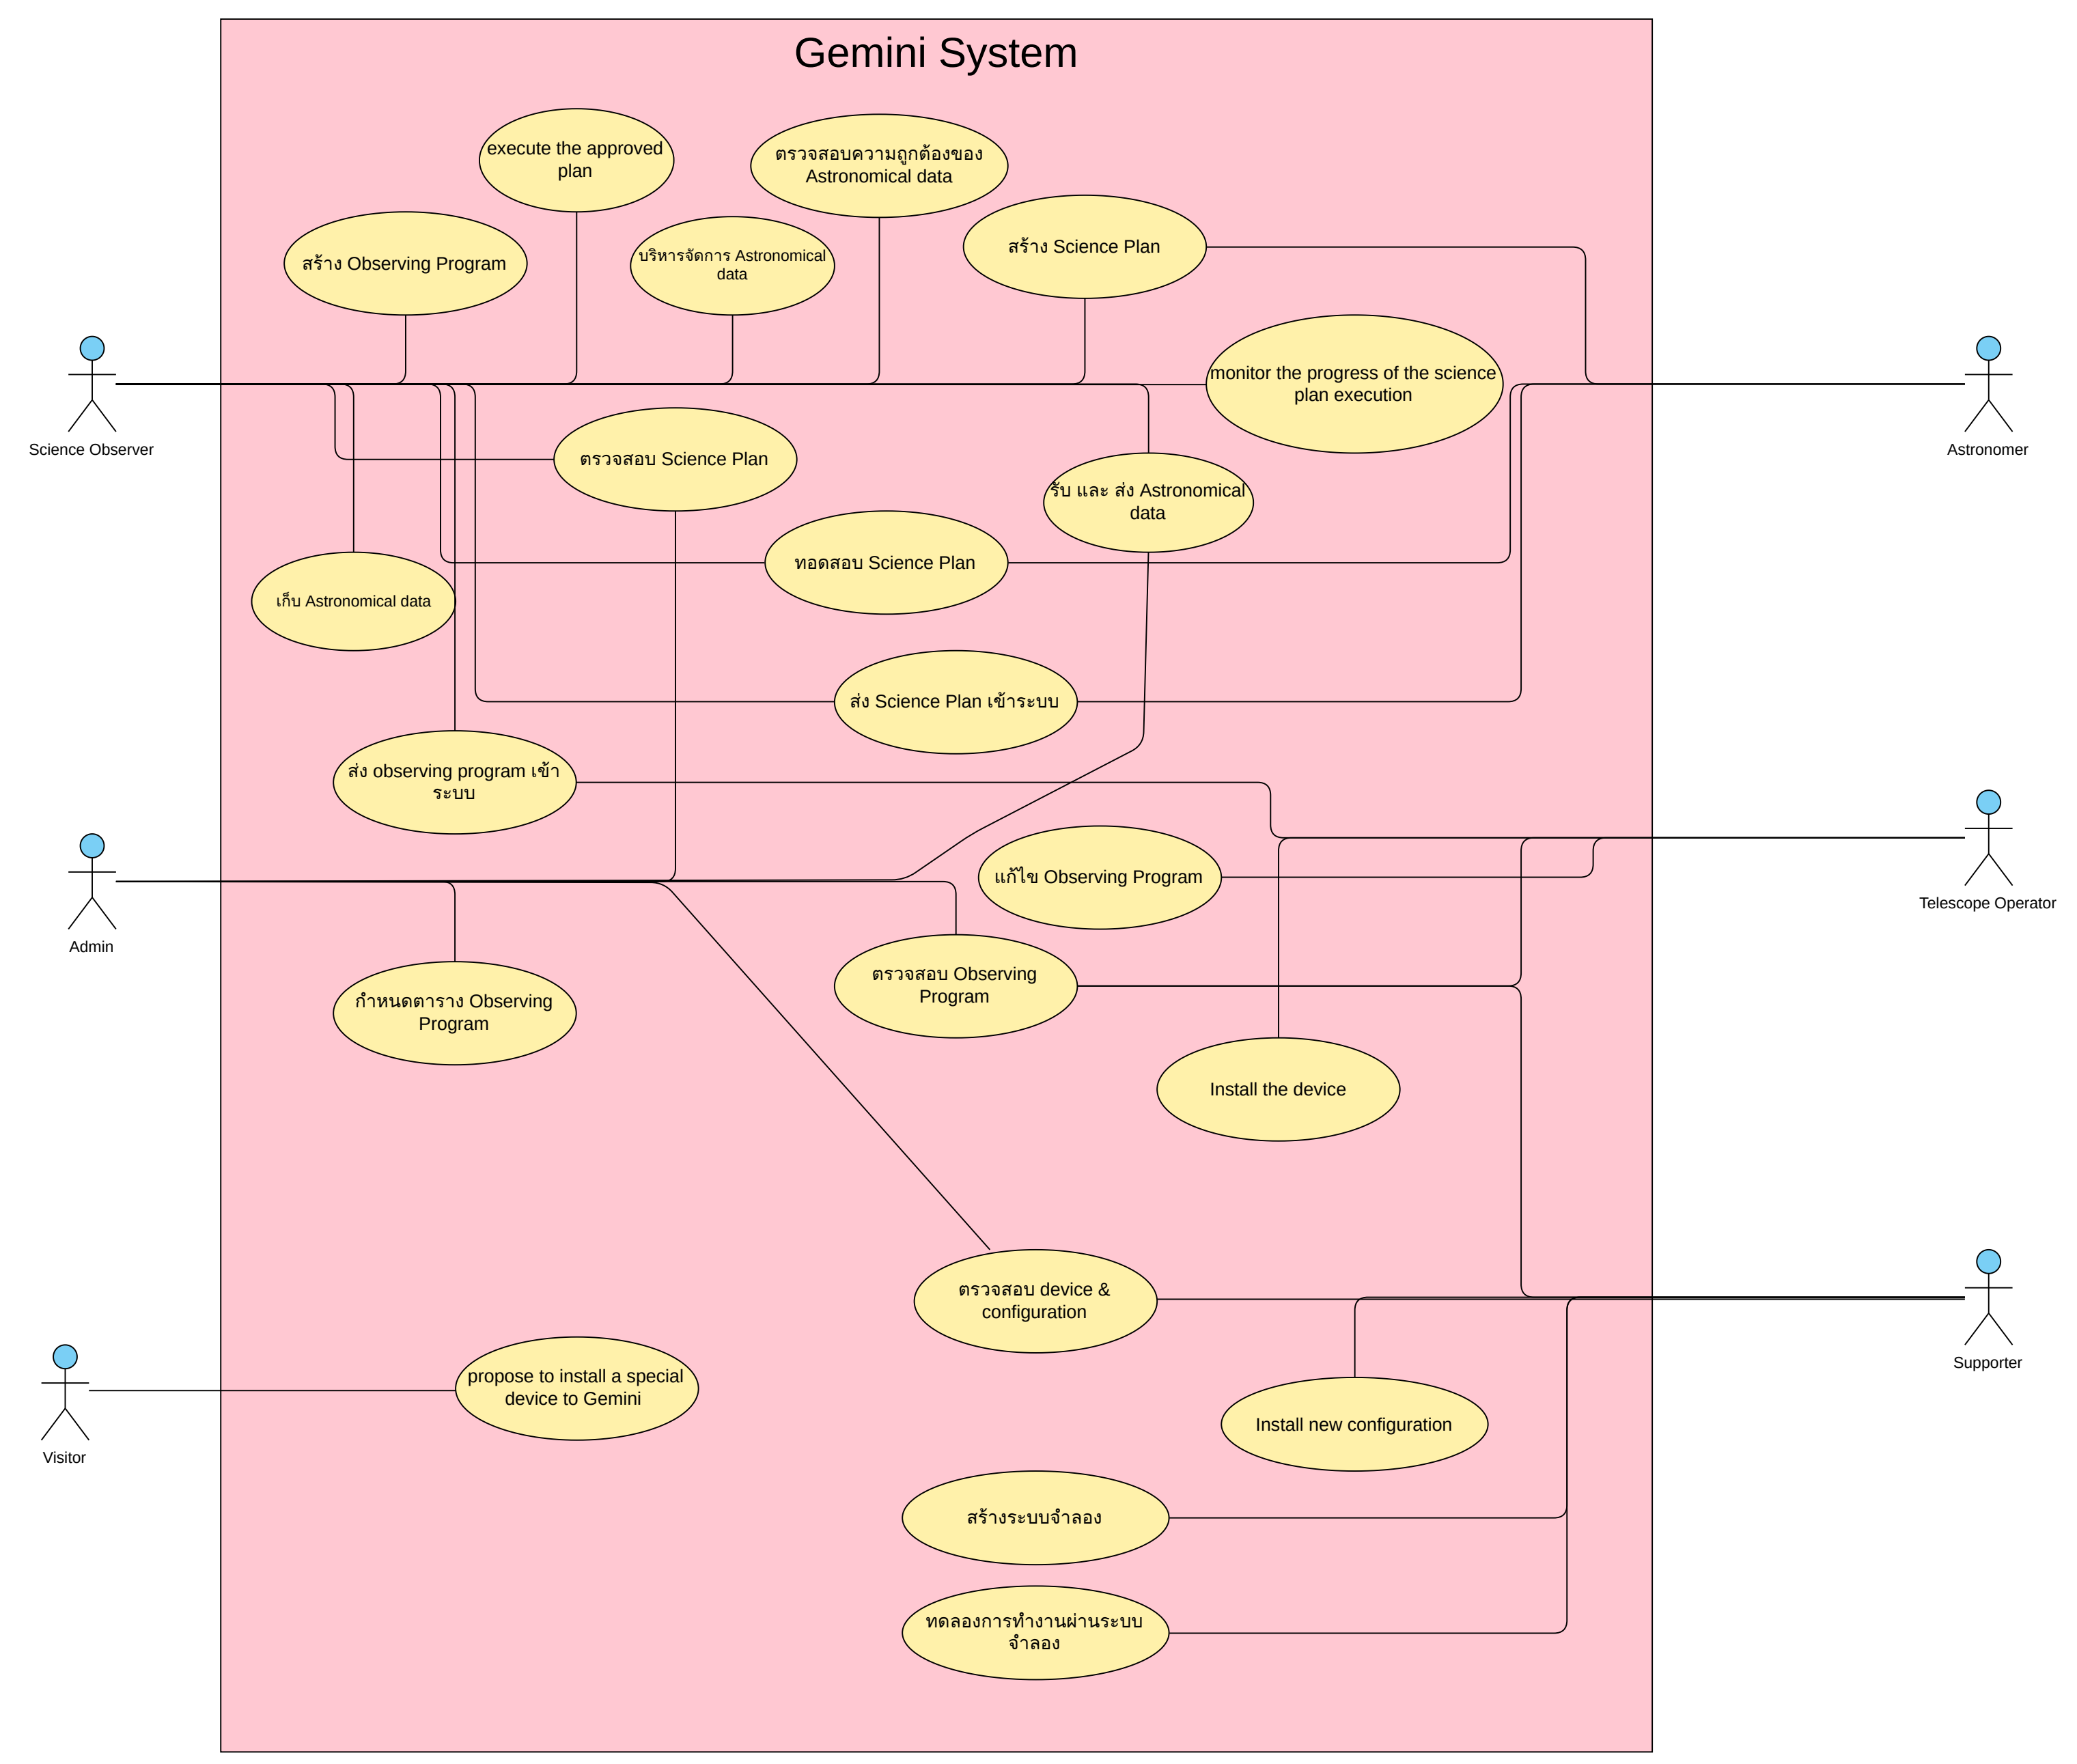 Gemini System
execute the approved
plan
ตรวจสอบความถูกต้องของ
Astronomical data
สร้าง Observing Program
บริหารจัดการ Astronomical
data
สร้าง Science Plan
monitor the progress of the science
plan execution
Science Observer
Astronomer
ตรวจสอบ Science Plan
รับ และ ส่ง Astronomical
data
ทอดสอบ Science Plan
เก็บ Astronomical data
ส่ง Science Plan เข้าระบบ
ส่ง observing program เข้า
ระบบ
แก้ไข Observing Program
Telescope Operator
Admin
ตรวจสอบ Observing
Program
กำหนดตาราง Observing
Program
Install the device
ตรวจสอบ device &
configuration
Supporter
propose to install a special
device to Gemini
Install new configuration
Visitor
สร้างระบบจำลอง
ทดลองการทำงานผ่านระบบ
จำลอง